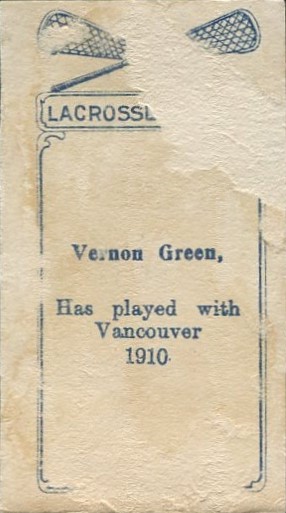 LACROSSE
Vernon Green,
Has played with
Vancouver
1910.